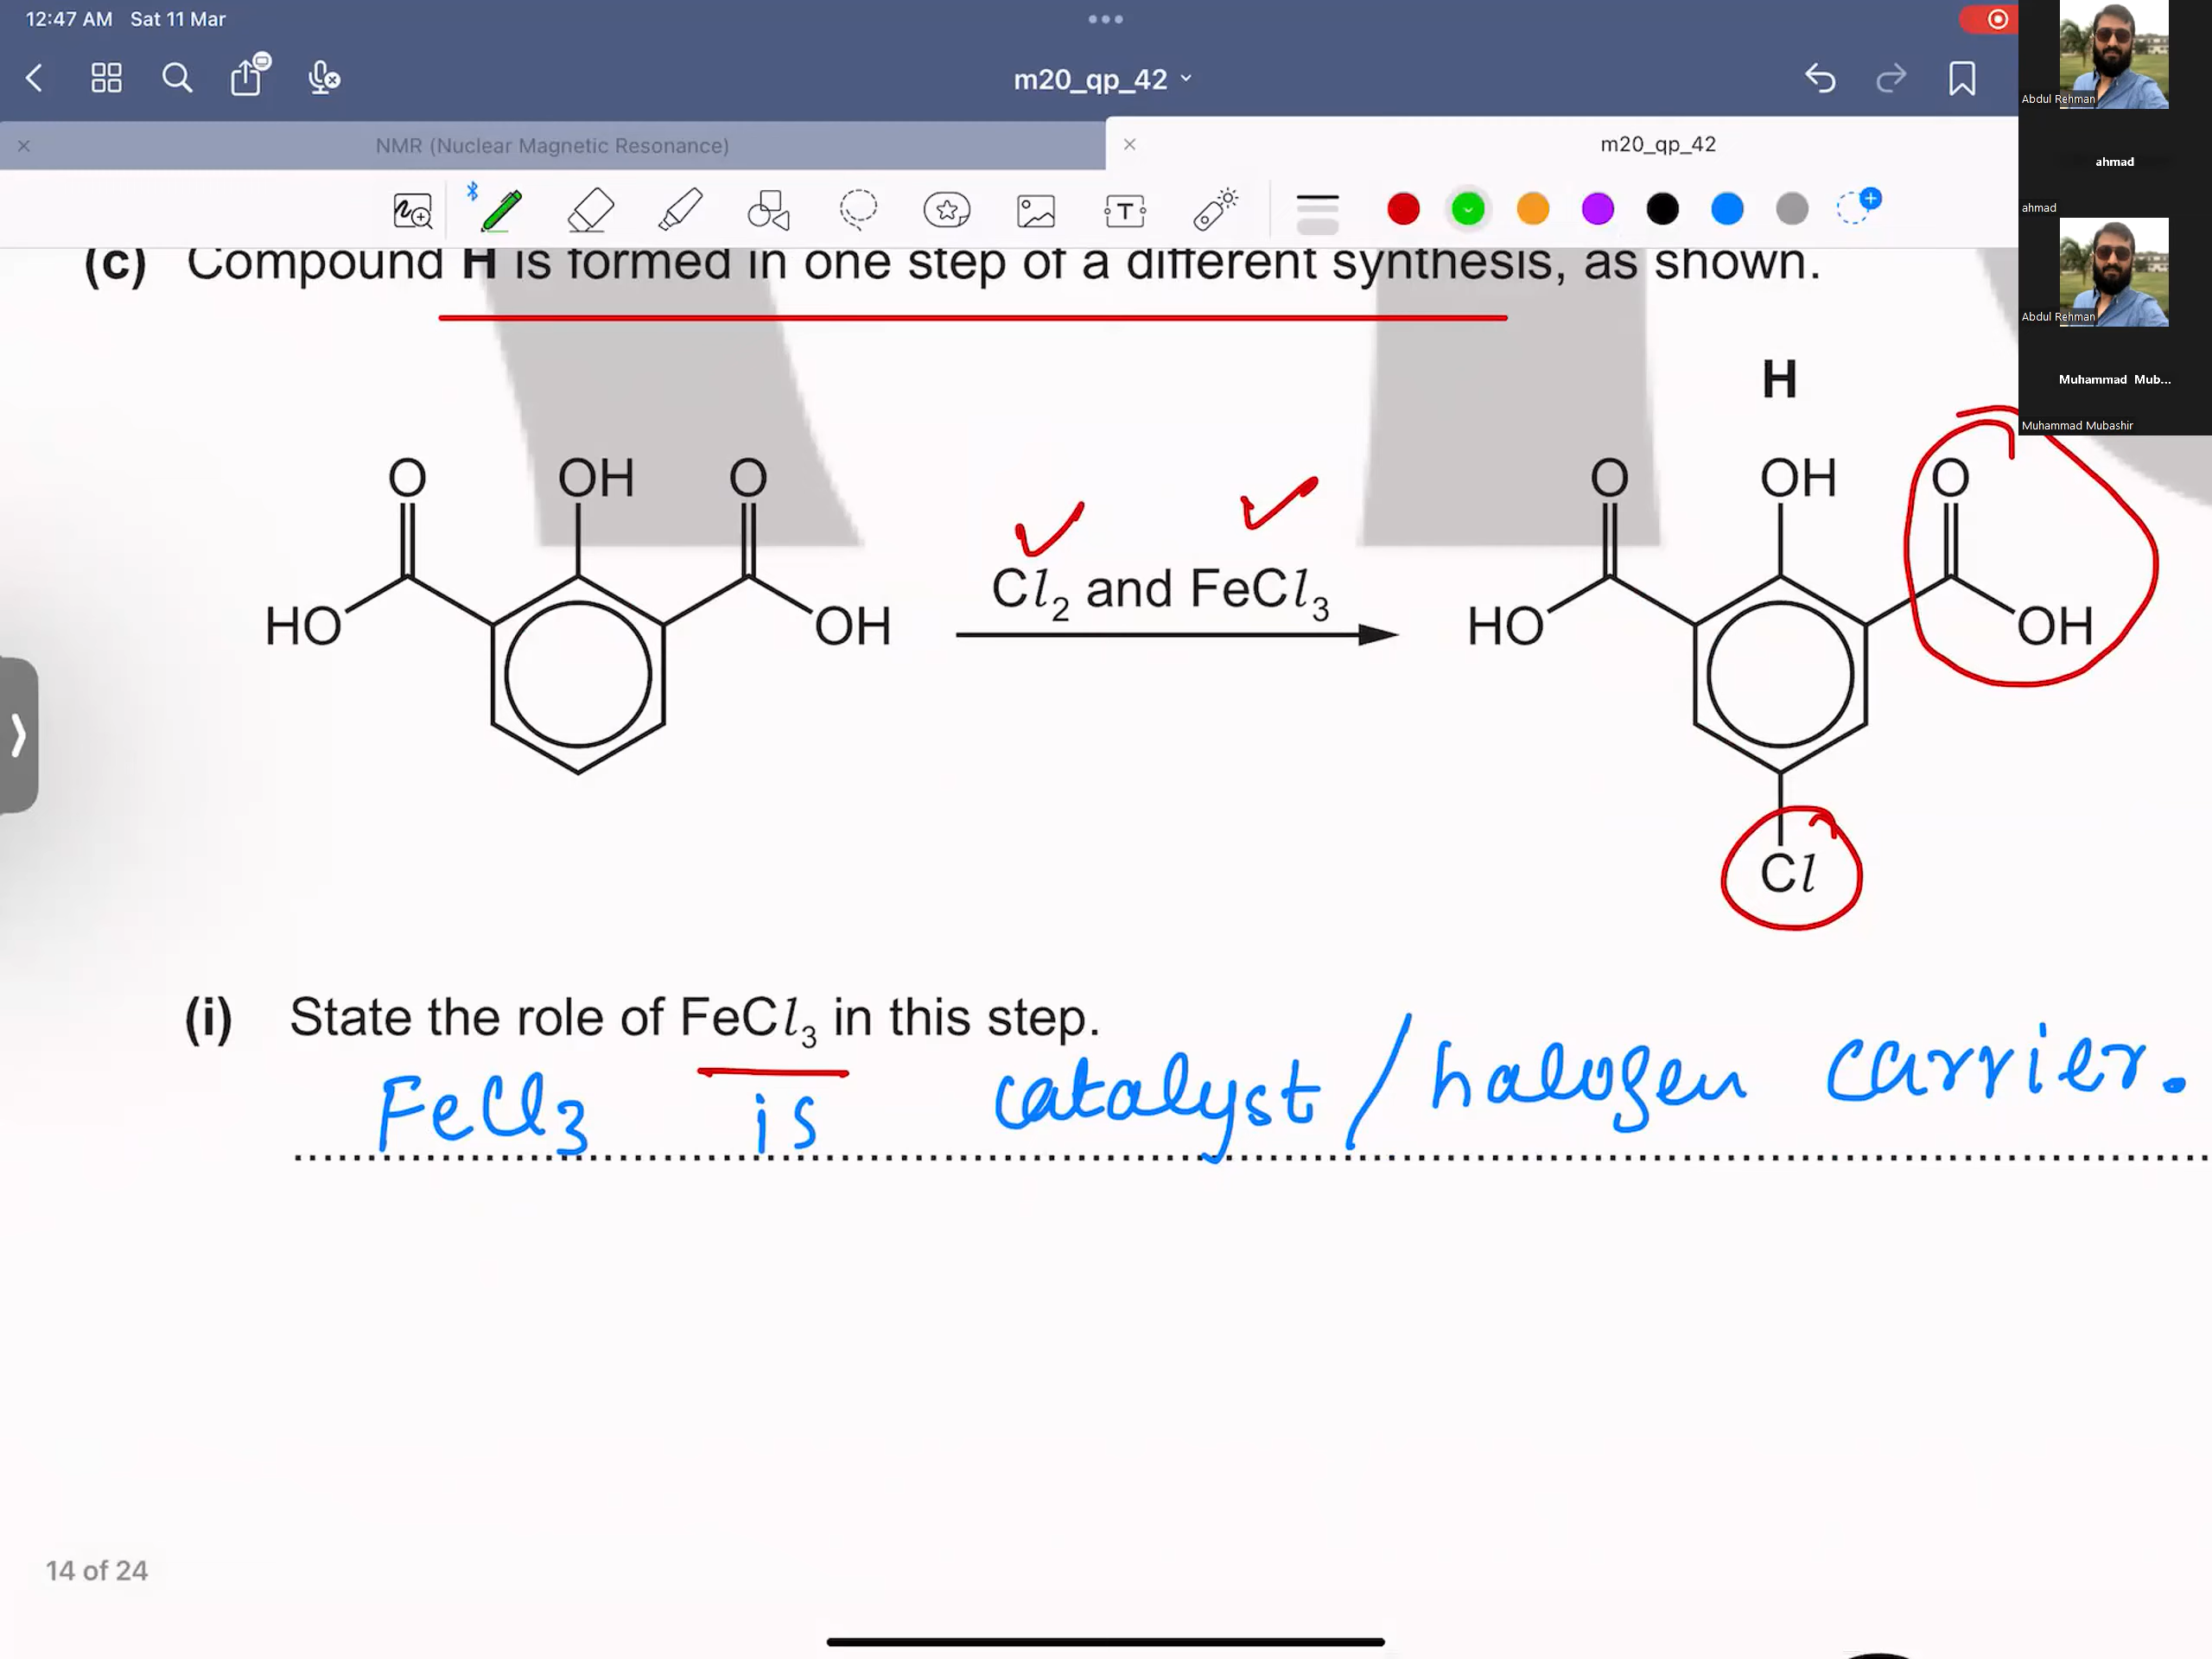 12:47 AM Sat 11 Mar
m20_qp_42
NMR (Nuclear Magnetic Resonance)
m20_qp_42
T
Abdul Rehman
ahmad
ahmad
Abdul Rehman
Muhammad Mub...
Muhammad Mubashir
(c) Compound H is formed in one step of a different synthesis, as shown.
H
O OH O
HO OH
Cl₂ and FeCl₃
O OH O
HO OH
Cl
(i) State the role of FeCl₃ in this step.
FeCl₃ is catalyst / halogen carrier.
14 of 24